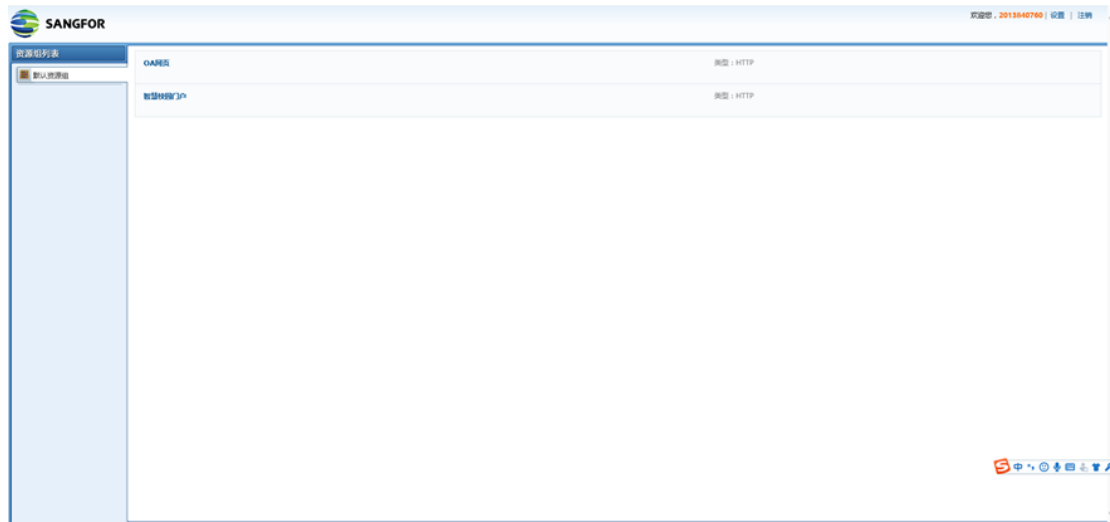 SANGFOR
欢迎您，2013840760 | 设置 | 注销
资源组列表
默认资源组
OA网页 类型：HTTP
智慧校园门户 类型：HTTP
中